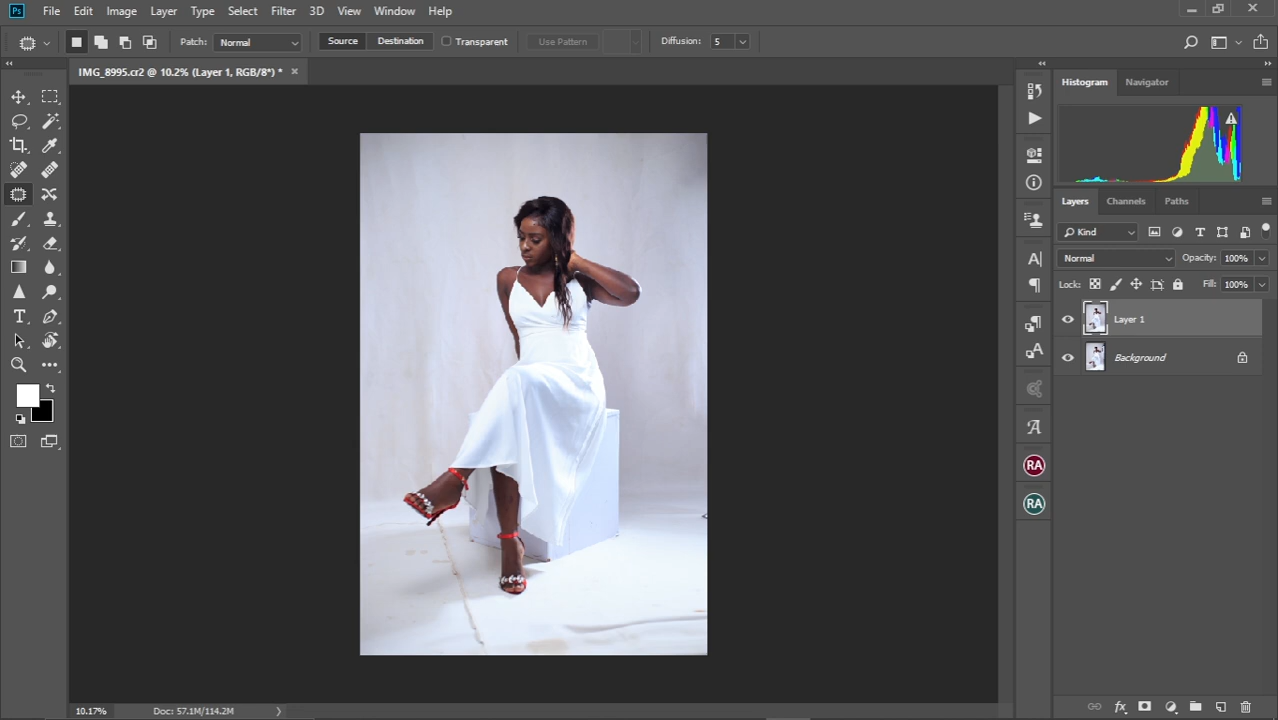 Ps File Edit Image Layer Type Select Filter 3D View Window Help
Patch: Normal Source Destination Transparent Use Pattern Diffusion: 5
IMG_8995.cr2 @ 10.2% (Layer 1, RGB/8*) *
Histogram Navigator
Layers Channels Paths
Kind
Normal Opacity: 100%
Lock: Fill: 100%
Layer 1
Background
RA
RA
10.17% Doc: 57.1M/114.2M